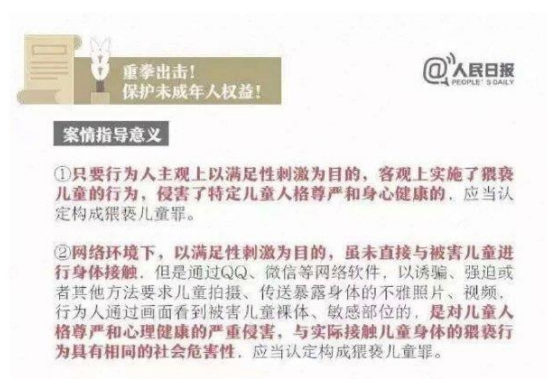 重拳出击！
保护未成年人权益！
@人民日报
PEOPLE'S DAILY
案情指导意义
①只要行为人主观上以满足性刺激为目的，客观上实施了猥亵
儿童的行为，侵害了特定儿童人格尊严和身心健康的，应当认
定构成猥亵儿童罪。
②网络环境下，以满足性刺激为目的，虽未直接与被害儿童进
行身体接触，但是通过QQ、微信等网络软件，以诱骗、强迫或
者其他方法要求儿童拍摄、传送暴露身体的不雅照片、视频，
行为人通过画面看到被害儿童裸体、敏感部位的，是对儿童人
格尊严和心理健康的严重侵害，与实际接触儿童身体的猥亵行
为具有相同的社会危害性，应当认定构成猥亵儿童罪。